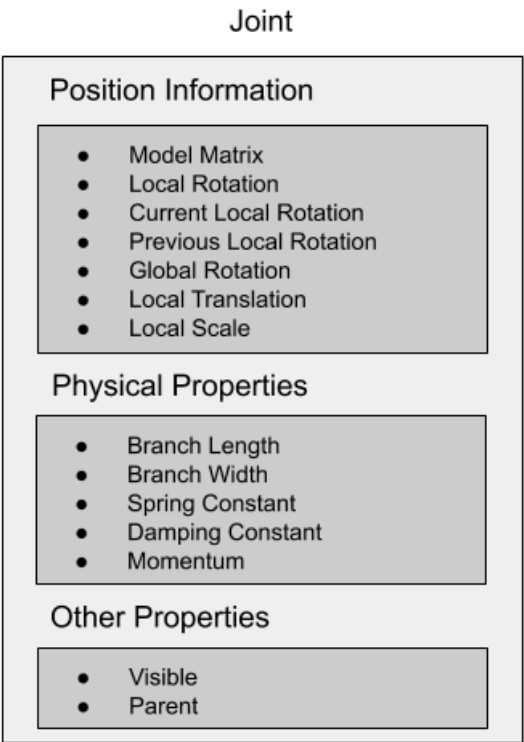 Joint
Position Information
● Model Matrix
● Local Rotation
● Current Local Rotation
● Previous Local Rotation
● Global Rotation
● Local Translation
● Local Scale
Physical Properties
● Branch Length
● Branch Width
● Spring Constant
● Damping Constant
● Momentum
Other Properties
● Visible
● Parent